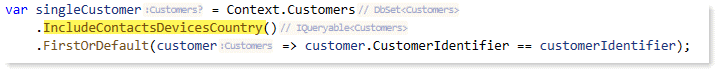 var singleCustomer :Customers? = Context.Customers // DbSet<Customers>
.IncludeContactsDevicesCountry() // IQueryable<Customers>
.FirstOrDefault(customer :Customers => customer.CustomerIdentifier == customerIdentifier);